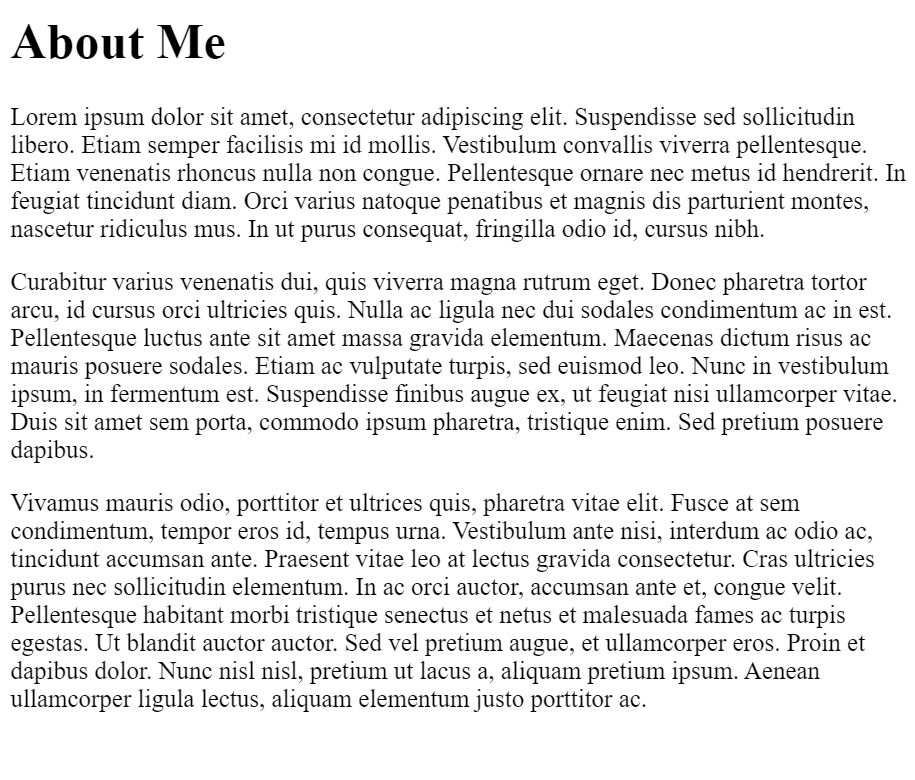 About Me
Lorem ipsum dolor sit amet, consectetur adipiscing elit. Suspendisse sed sollicitudin
libero. Etiam semper facilisis mi id mollis. Vestibulum convallis viverra pellentesque.
Etiam venenatis rhoncus nulla non congue. Pellentesque ornare nec metus id hendrerit. In
feugiat tincidunt diam. Orci varius natoque penatibus et magnis dis parturient montes,
nascetur ridiculus mus. In ut purus consequat, fringilla odio id, cursus nibh.
Curabitur varius venenatis dui, quis viverra magna rutrum eget. Donec pharetra tortor
arcu, id cursus orci ultricies quis. Nulla ac ligula nec dui sodales condimentum ac in est.
Pellentesque luctus ante sit amet massa gravida elementum. Maecenas dictum risus ac
mauris posuere sodales. Etiam ac vulputate turpis, sed euismod leo. Nunc in vestibulum
ipsum, in fermentum est. Suspendisse finibus augue ex, ut feugiat nisi ullamcorper vitae.
Duis sit amet sem porta, commodo ipsum pharetra, tristique enim. Sed pretium posuere
dapibus.
Vivamus mauris odio, porttitor et ultrices quis, pharetra vitae elit. Fusce at sem
condimentum, tempor eros id, tempus urna. Vestibulum ante nisi, interdum ac odio ac,
tincidunt accumsan ante. Praesent vitae leo at lectus gravida consectetur. Cras ultricies
purus nec sollicitudin elementum. In ac orci auctor, accumsan ante et, congue velit.
Pellentesque habitant morbi tristique senectus et netus et malesuada fames ac turpis
egestas. Ut blandit auctor auctor. Sed vel pretium augue, et ullamcorper eros. Proin et
dapibus dolor. Nunc nisl nisl, pretium ut lacus a, aliquam pretium ipsum. Aenean
ullamcorper ligula lectus, aliquam elementum justo porttitor ac.